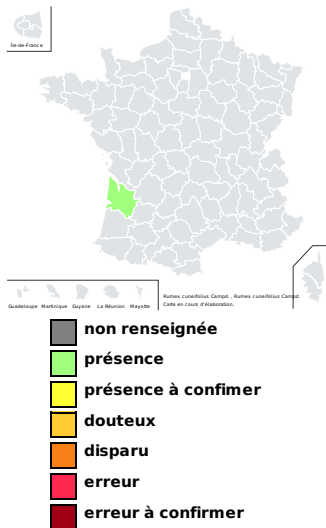 Île-de-France
Guadeloupe Martinique Guyane La Réunion Mayotte
Rumex cuneifolius Campd. , Rumex cuneifolius Campd.
Carte en cours d'élaboration.
non renseignée
présence
présence à confimer
douteux
disparu
erreur
erreur à confirmer